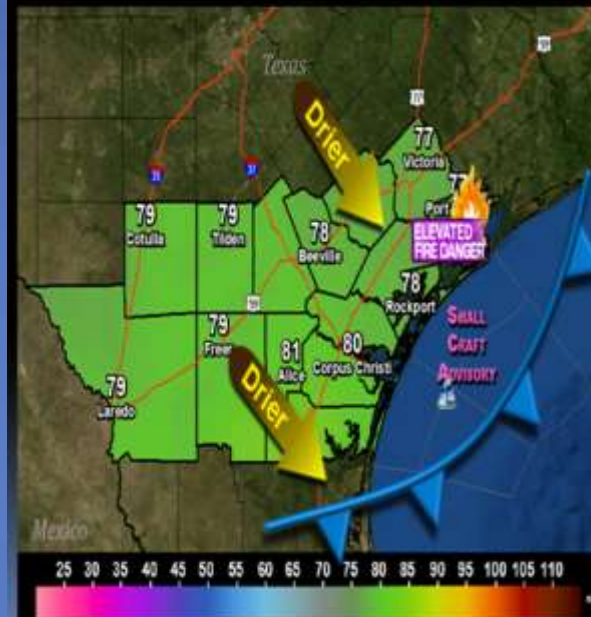 Texas
Drier
77
Victoria
77
Port
ELEVATED
FIRE DANGER
79
Cotulla
79
Tilden
78
Beeville
78
Rockport
SMALL
CRAFT
ADVISORY
79
Freer
81
Alice
80
Corpus Christi
79
Laredo
Drier
Mexico
25 30 35 40 45 50 55 60 65 70 75 80 85 90 95 100 105 110